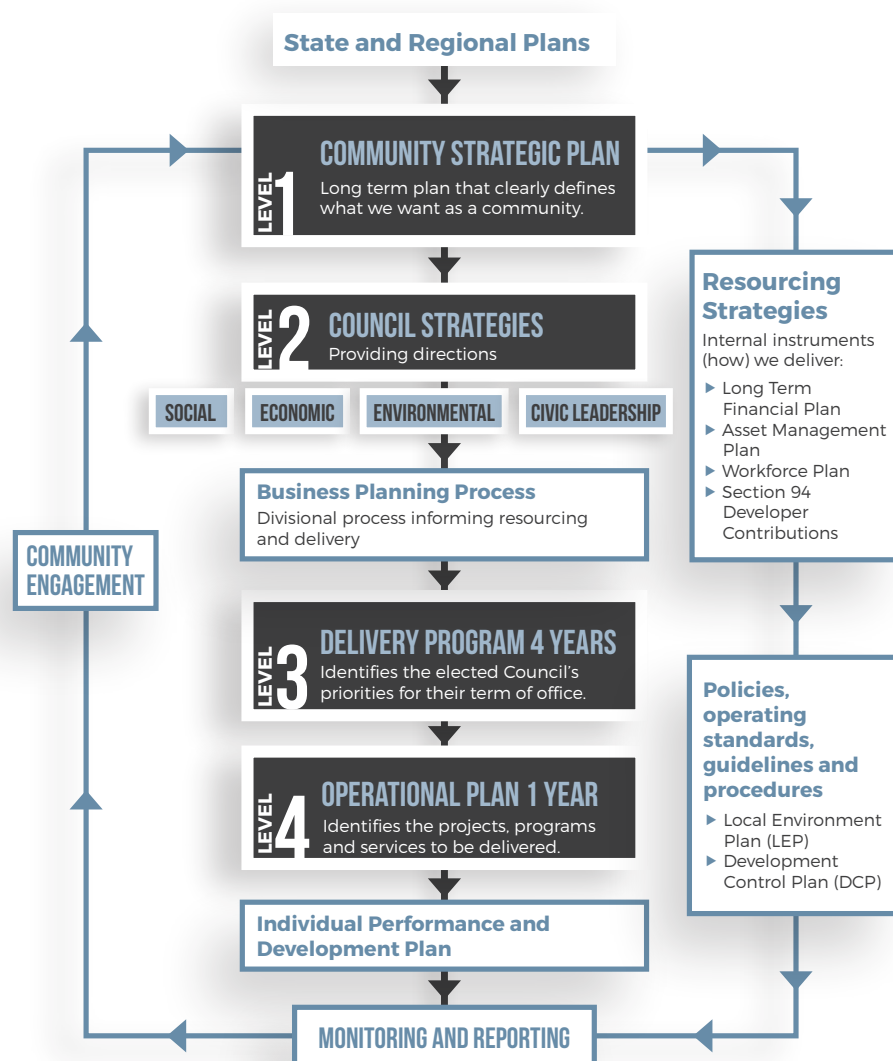 State and Regional Plans
LEVEL 1
COMMUNITY STRATEGIC PLAN
Long term plan that clearly defines
what we want as a community.
LEVEL 2
COUNCIL STRATEGIES
Providing directions
SOCIAL
ECONOMIC
ENVIRONMENTAL
CIVIC LEADERSHIP
Business Planning Process
Divisional process informing resourcing
and delivery
LEVEL 3
DELIVERY PROGRAM 4 YEARS
Identifies the elected Council's
priorities for their term of office.
LEVEL 4
OPERATIONAL PLAN 1 YEAR
Identifies the projects, programs
and services to be delivered.
Individual Performance and
Development Plan
MONITORING AND REPORTING
COMMUNITY
ENGAGEMENT
Resourcing
Strategies
Internal instruments
(how) we deliver:
Long Term
Financial Plan
Asset Management
Plan
Workforce Plan
Section 94
Developer
Contributions
Policies,
operating
standards,
guidelines and
procedures
Local Environment
Plan (LEP)
Development
Control Plan (DCP)